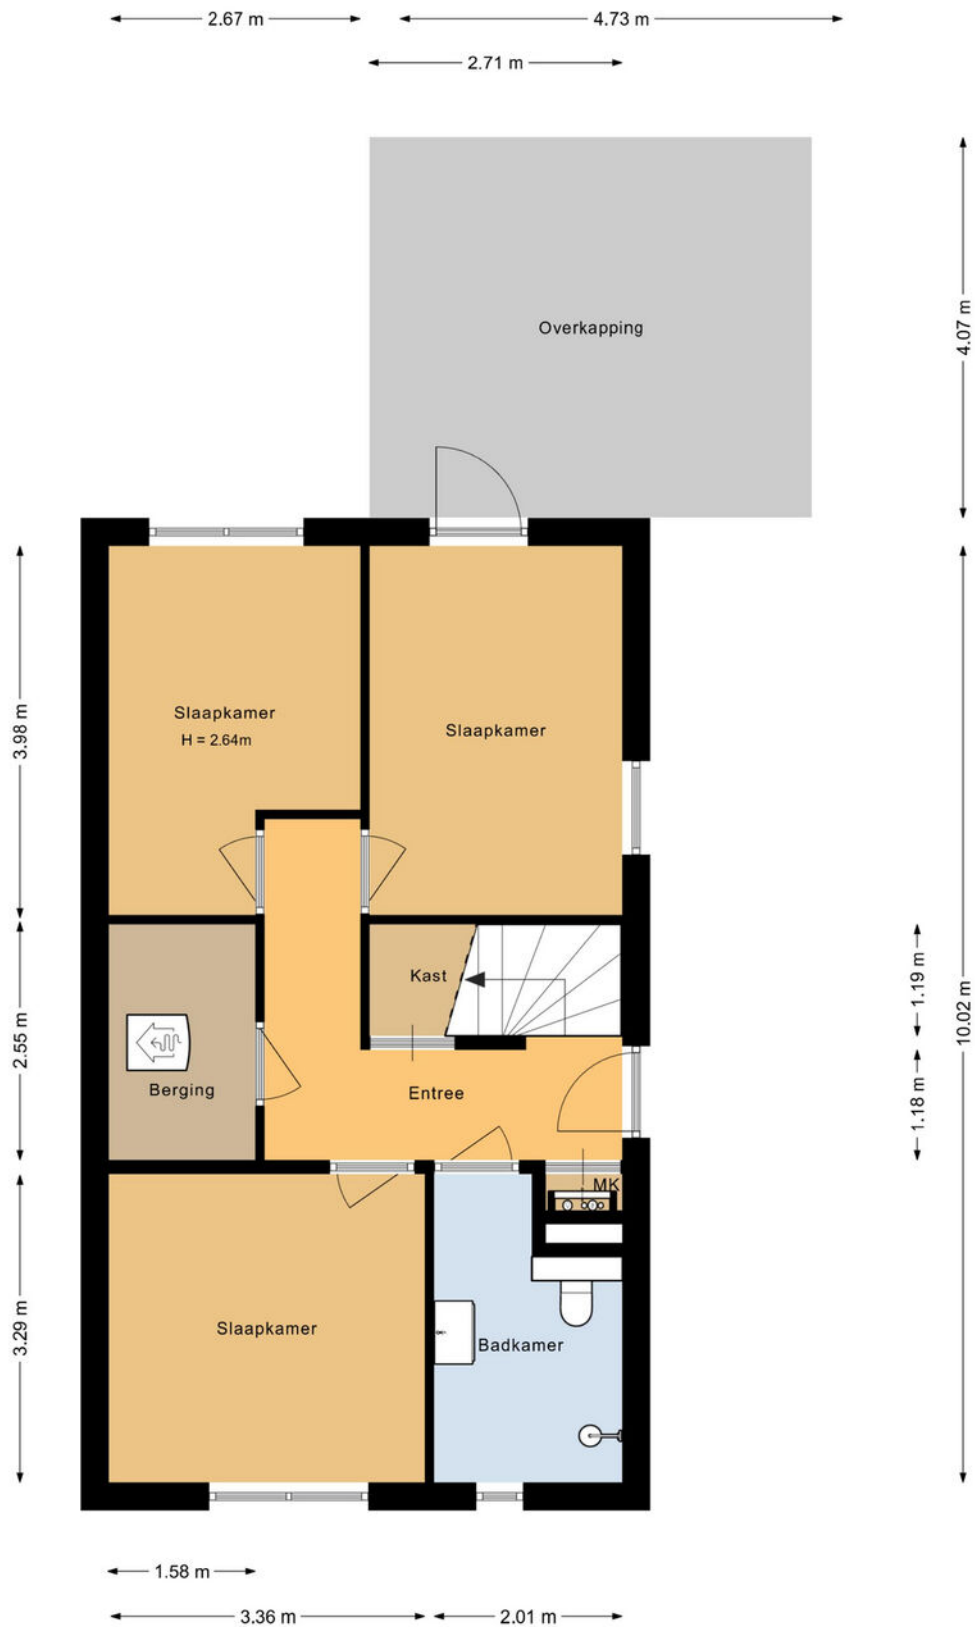 2.67 m
4.73 m
2.71 m
Overkapping
4.07 m
Slaapkamer
H = 2.64m
Slaapkamer
3.98 m
Kast
1.19 m
10.02 m
2.55 m
Berging
Entree
1.18 m
MK
Slaapkamer
Badkamer
3.29 m
1.58 m
3.36 m
2.01 m